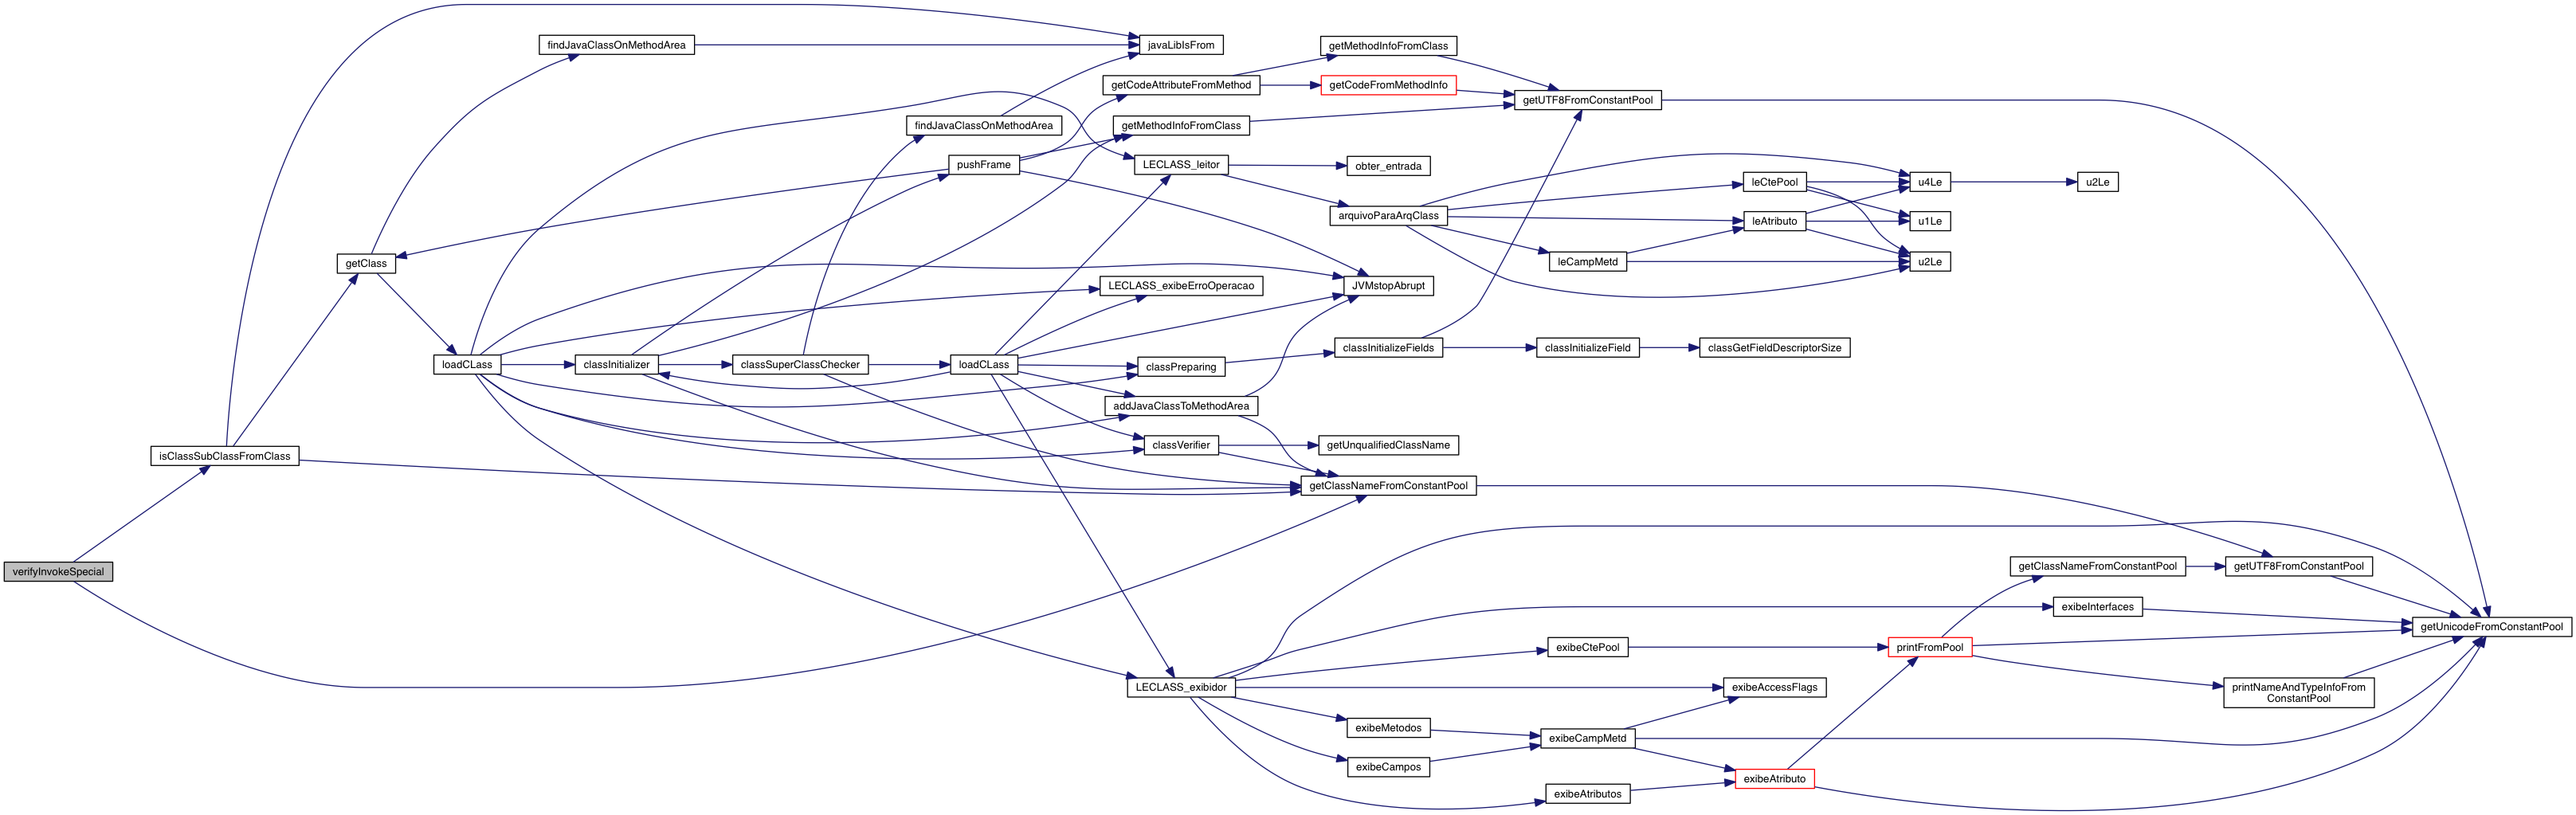 verifyInvokeSpecial
isClassSubClassFromClass
getClass
findJavaClassOnMethodArea
loadCLass
classInitializer
classSuperClassChecker
findJavaClassOnMethodArea
pushFrame
loadCLass
javaLibIsFrom
getCodeAttributeFromMethod
getMethodInfoFromClass
LECLASS_leitor
LECLASS_exibeErroOperacao
classPreparing
addJavaClassToMethodArea
classVerifier
LECLASS_exibidor
getMethodInfoFromClass
getCodeFromMethodInfo
obter_entrada
arquivoParaArqClass
JVMstopAbrupt
classInitializeFields
getUnqualifiedClassName
getClassNameFromConstantPool
exibeMetodos
exibeCampos
getUTF8FromConstantPool
leCampMetd
classInitializeField
exibeCtePool
exibeCampMetd
exibeAtributos
leCtePool
leAtributo
classGetFieldDescriptorSize
exibeAccessFlags
exibeAtributo
u4Le
u1Le
u2Le
printFromPool
u2Le
getClassNameFromConstantPool
exibeInterfaces
getUTF8FromConstantPool
printNameAndTypeInfoFrom
ConstantPool
getUnicodeFromConstantPool